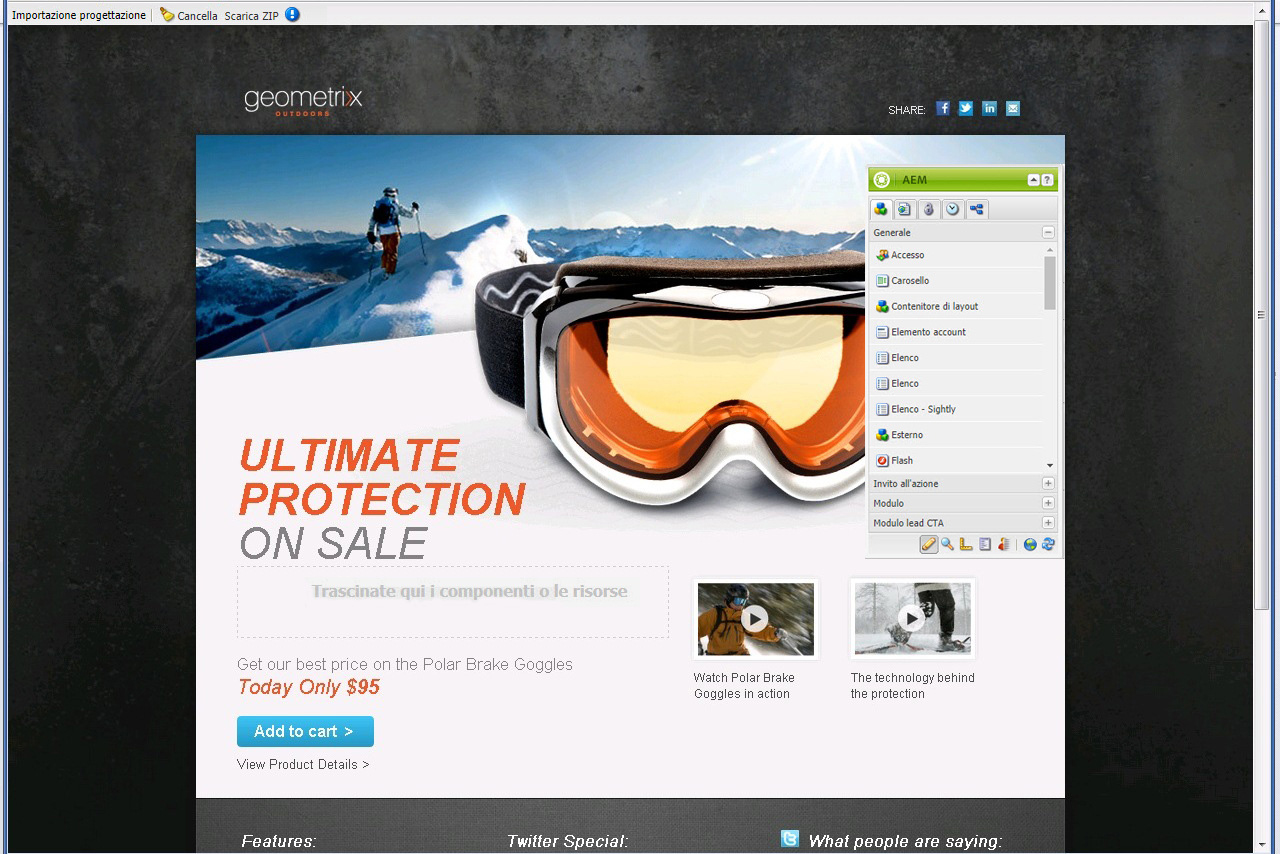 Importazione progettazione Cancella Scarica ZIP
geometrixx
OUTDOORS
SHARE:
AEM
Generale
Accesso
Carosello
Contenitore di layout
Elemento account
Elenco
Elenco
Elenco - Sightly
Esterno
Flash
Invito all'azione
Modulo
Modulo lead CTA
ULTIMATE
PROTECTION
ON SALE
Trascinate qui i componenti o le risorse
Get our best price on the Polar Brake Goggles
Today Only $95
Add to cart >
View Product Details >
Watch Polar Brake
Goggles in action
The technology behind
the protection
Features:
Twitter Special:
What people are saying: